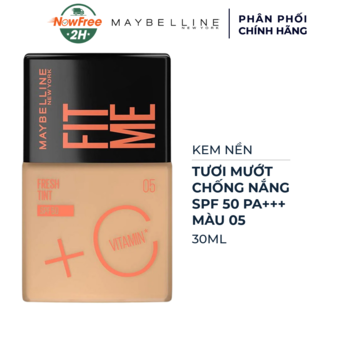 NowFree
2H
MAYBELLINE
NEW YORK
PHÂN PHỐI
CHÍNH HÃNG
MAYBELLINE
NEW YORK
FIT
ME
FRESH
TINT
05
+C
VITAMIN
KEM NỀN
TƯƠI MƯỚT
CHỐNG NẮNG
SPF 50 PA+++
MÀU 05
30ML